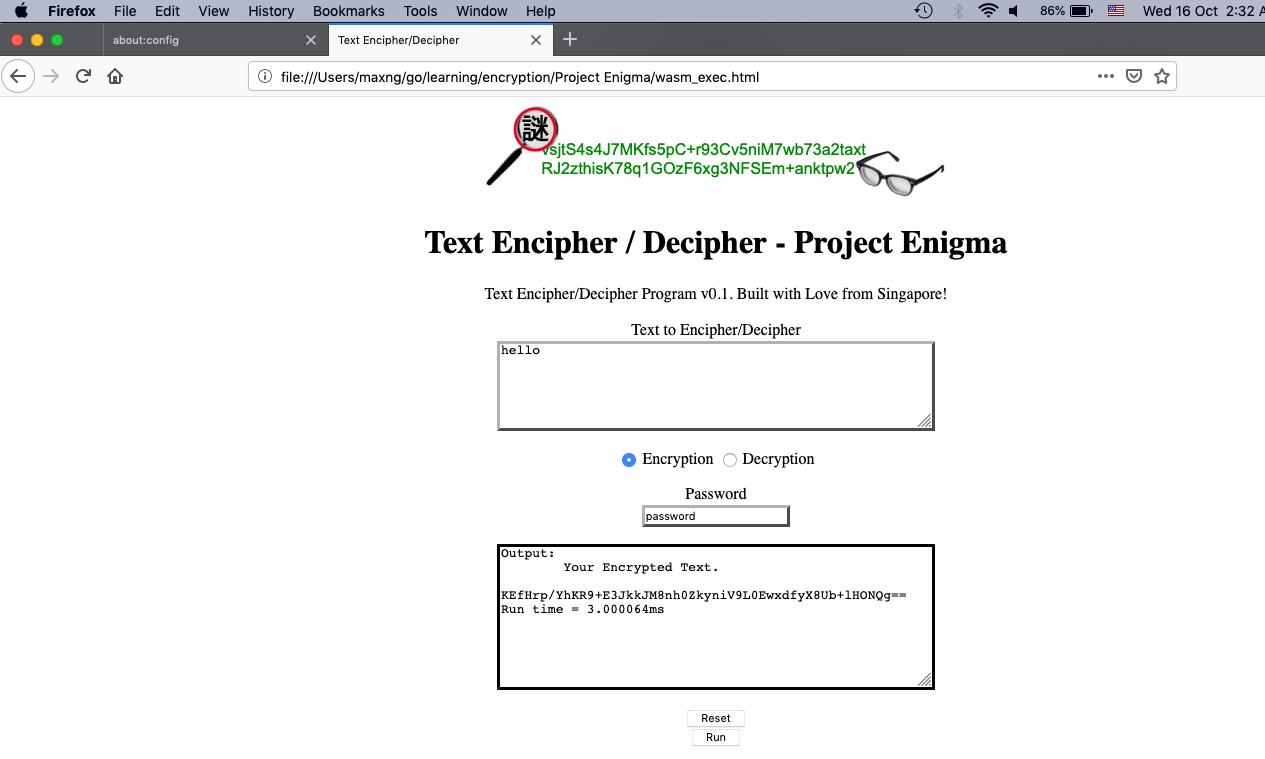 Firefox File Edit View History Bookmarks Tools Window Help 86% Wed 16 Oct 2:32 A
about:config
Text Encipher/Decipher
file:///Users/maxng/go/learning/encryption/Project Enigma/wasm_exec.html
謎
vsjtS4s4J7MKfs5pC+r93Cv5niM7wb73a2taxt
RJ2zthisK78q1GOzF6xg3NFSEm+anktpw2
Text Encipher / Decipher - Project Enigma
Text Encipher/Decipher Program v0.1. Built with Love from Singapore!
Text to Encipher/Decipher
hello
Encryption Decryption
Password
password
Output:
Your Encrypted Text.
KEfHrp/YhKR9+E3JkkJM8nh0ZkyniV9L0EwxdfyX8Ub+lHONQg==
Run time = 3.000064ms
Reset
Run